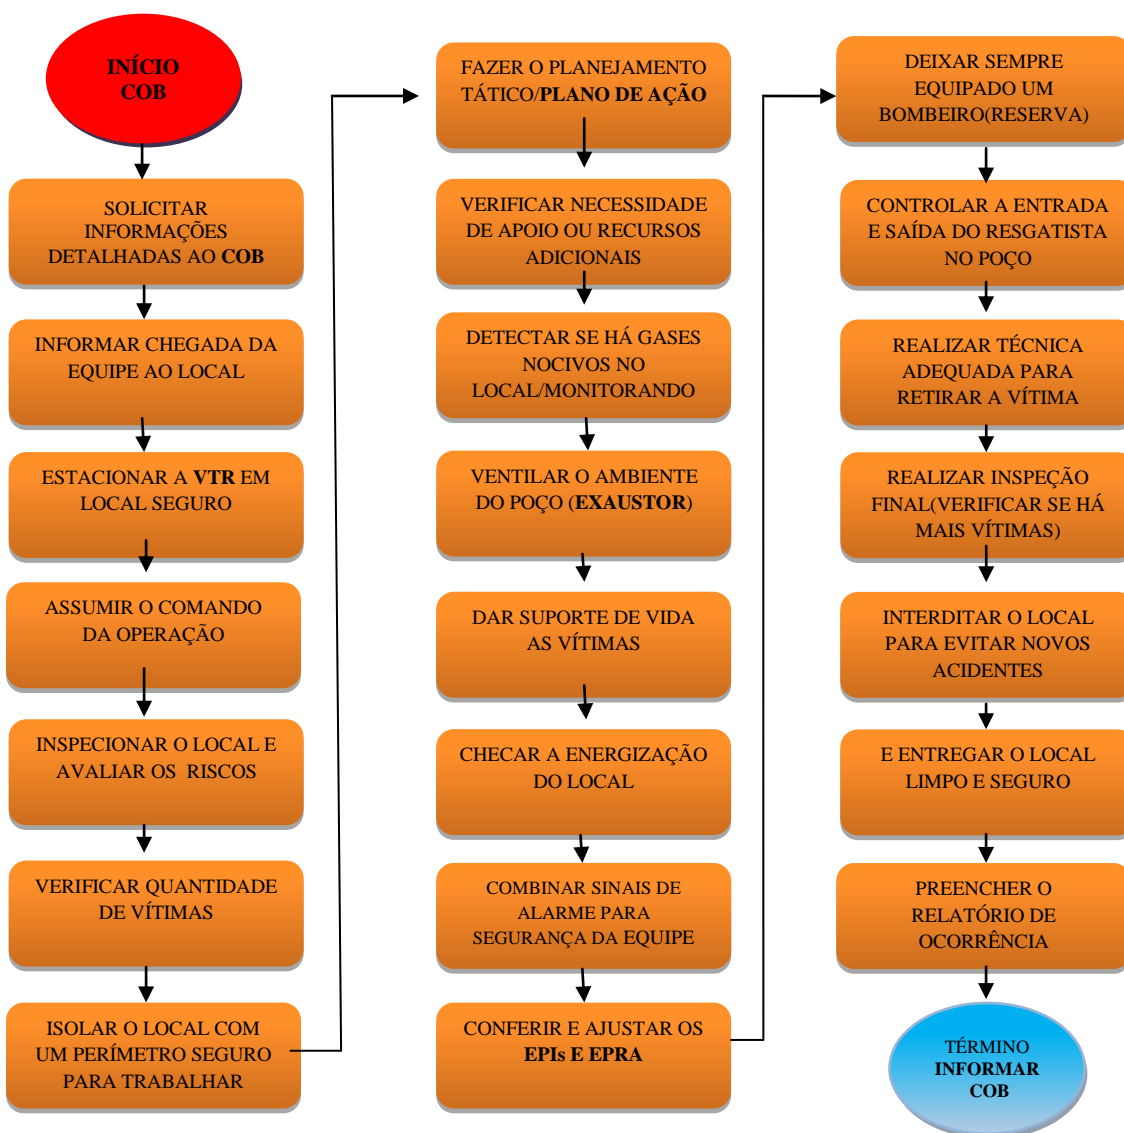 INÍCIO
COB
SOLICITAR
INFORMAÇÕES
DETALHADAS AO COB
INFORMAR CHEGADA DA
EQUIPE AO LOCAL
ESTACIONAR A VTR EM
LOCAL SEGURO
ASSUMIR O COMANDO
DA OPERAÇÃO
INSPECIONAR O LOCAL E
AVALIAR OS RISCOS
VERIFICAR QUANTIDADE
DE VÍTIMAS
ISOLAR O LOCAL COM
UM PERÍMETRO SEGURO
PARA TRABALHAR
FAZER O PLANEJAMENTO
TÁTICO/PLANO DE AÇÃO
VERIFICAR NECESSIDADE
DE APOIO OU RECURSOS
ADICIONAIS
DETECTAR SE HÁ GASES
NOCIVOS NO
LOCAL/MONITORANDO
VENTILAR O AMBIENTE
DO POÇO (EXAUSTOR)
DAR SUPORTE DE VIDA
AS VÍTIMAS
CHECAR A ENERGIZAÇÃO
DO LOCAL
COMBINAR SINAIS DE
ALARME PARA
SEGURANÇA DA EQUIPE
CONFERIR E AJUSTAR OS
EPIs E EPRA
DEIXAR SEMPRE
EQUIPADO UM
BOMBEIRO(RESERVA)
CONTROLAR A ENTRADA
E SAÍDA DO RESGATISTA
NO POÇO
REALIZAR TÉCNICA
ADEQUADA PARA
RETIRAR A VÍTIMA
REALIZAR INSPEÇÃO
FINAL(VERIFICAR SE HÁ
MAIS VÍTIMAS)
INTERDITAR O LOCAL
PARA EVITAR NOVOS
ACIDENTES
E ENTREGAR O LOCAL
LIMPO E SEGURO
PREENCHER O
RELATÓRIO DE
OCORRÊNCIA
TÉRMINO
INFORMAR
COB